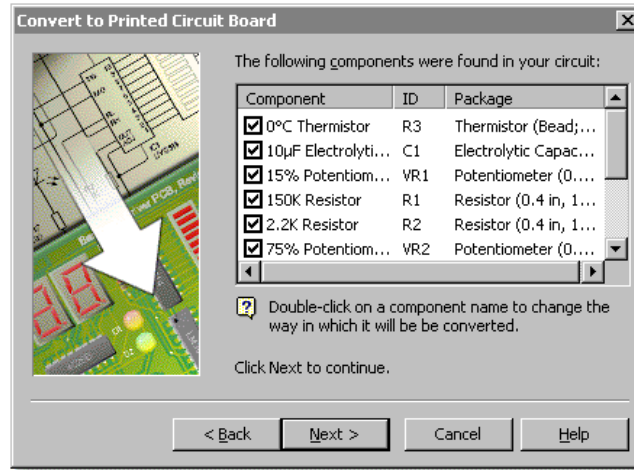 Convert to Printed Circuit Board
The following components were found in your circuit:
Component ID Package
0°C Thermistor R3 Thermistor (Bead;...
10µF Electrolyti... C1 Electrolytic Capac...
15% Potentiom... VR1 Potentiometer (0....
150K Resistor R1 Resistor (0.4 in, 1...
2.2K Resistor R2 Resistor (0.4 in, 1...
75% Potentiom... VR2 Potentiometer (0....
Double-click on a component name to change the
way in which it will be be converted.
Click Next to continue.
< Back Next > Cancel Help